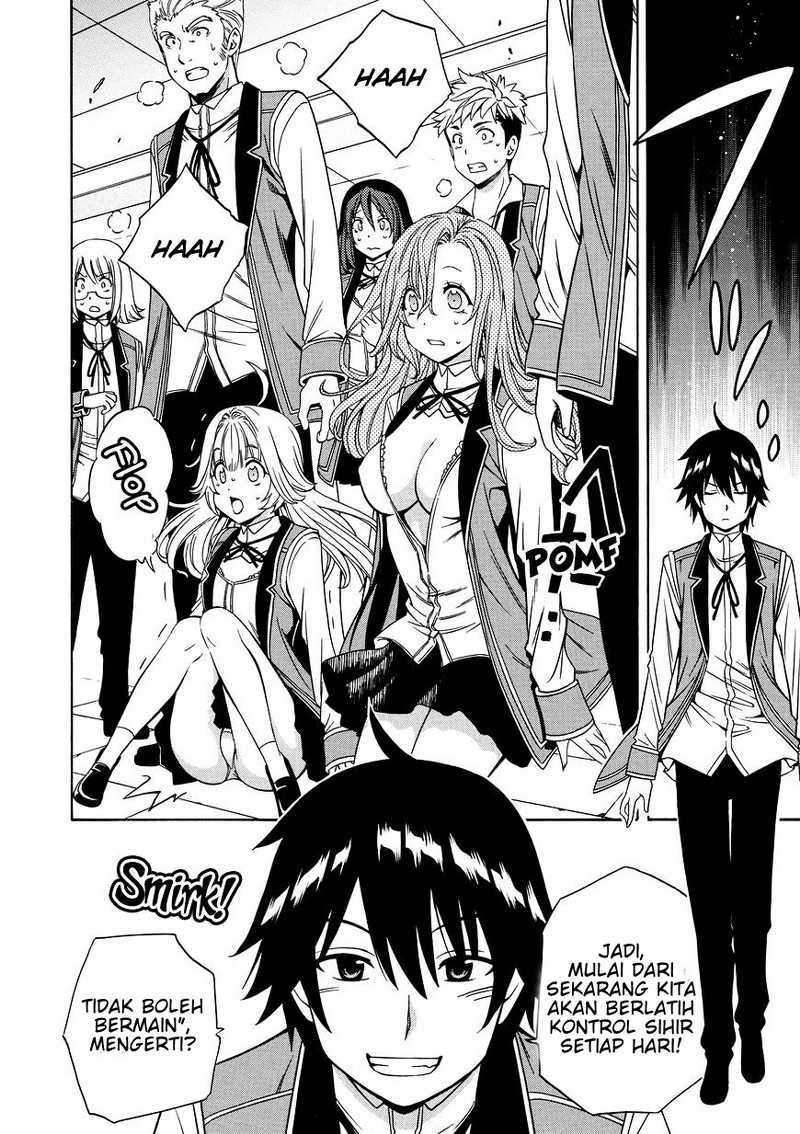 HAAH
HAAH
FLOP
POMF
Smirk!
JADI,
MULAI DARI
SEKARANG KITA
AKAN BERLATIH
KONTROL SIHIR
SETIAP HARI!
TIDAK BOLEH
BERMAIN",
MENGERTI?